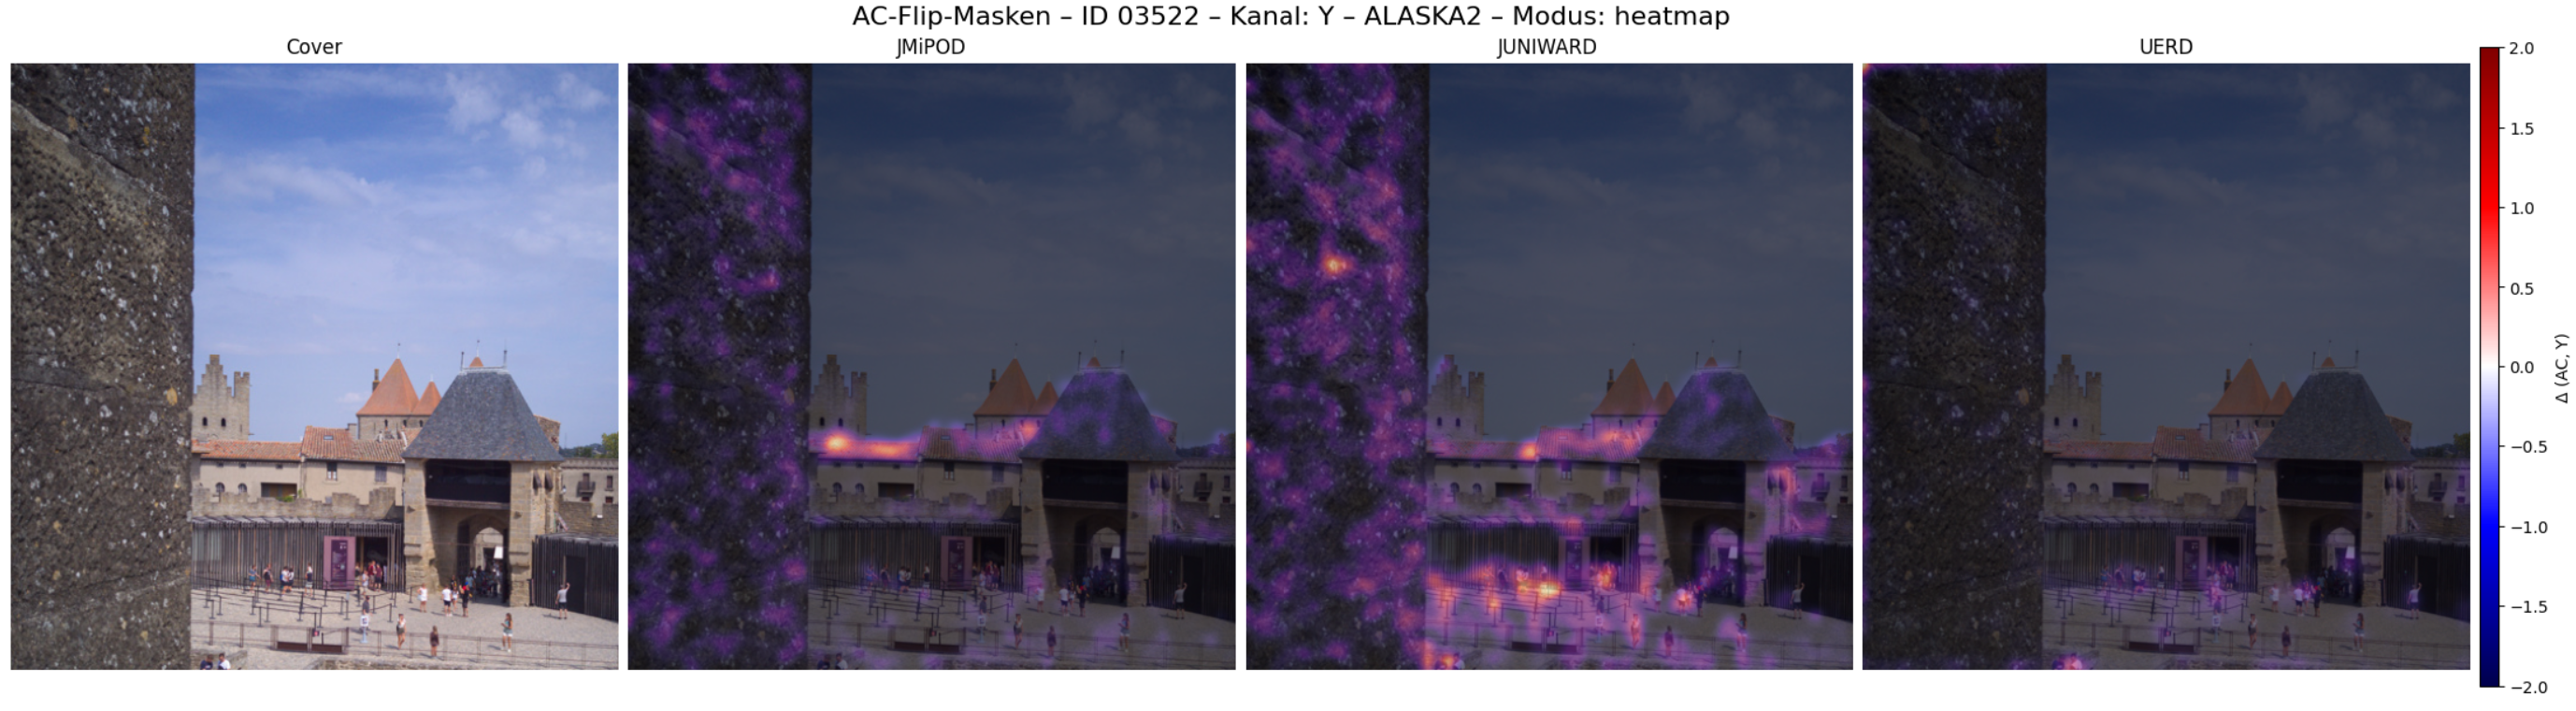 AC-Flip-Masken – ID 03522 – Kanal: Y – ALASKA2 – Modus: heatmap
Cover
JMiPOD
JUNIWARD
UERD
2.0
1.5
1.0
0.5
0.0
−0.5
−1.0
−1.5
−2.0
Δ (AC, Y)